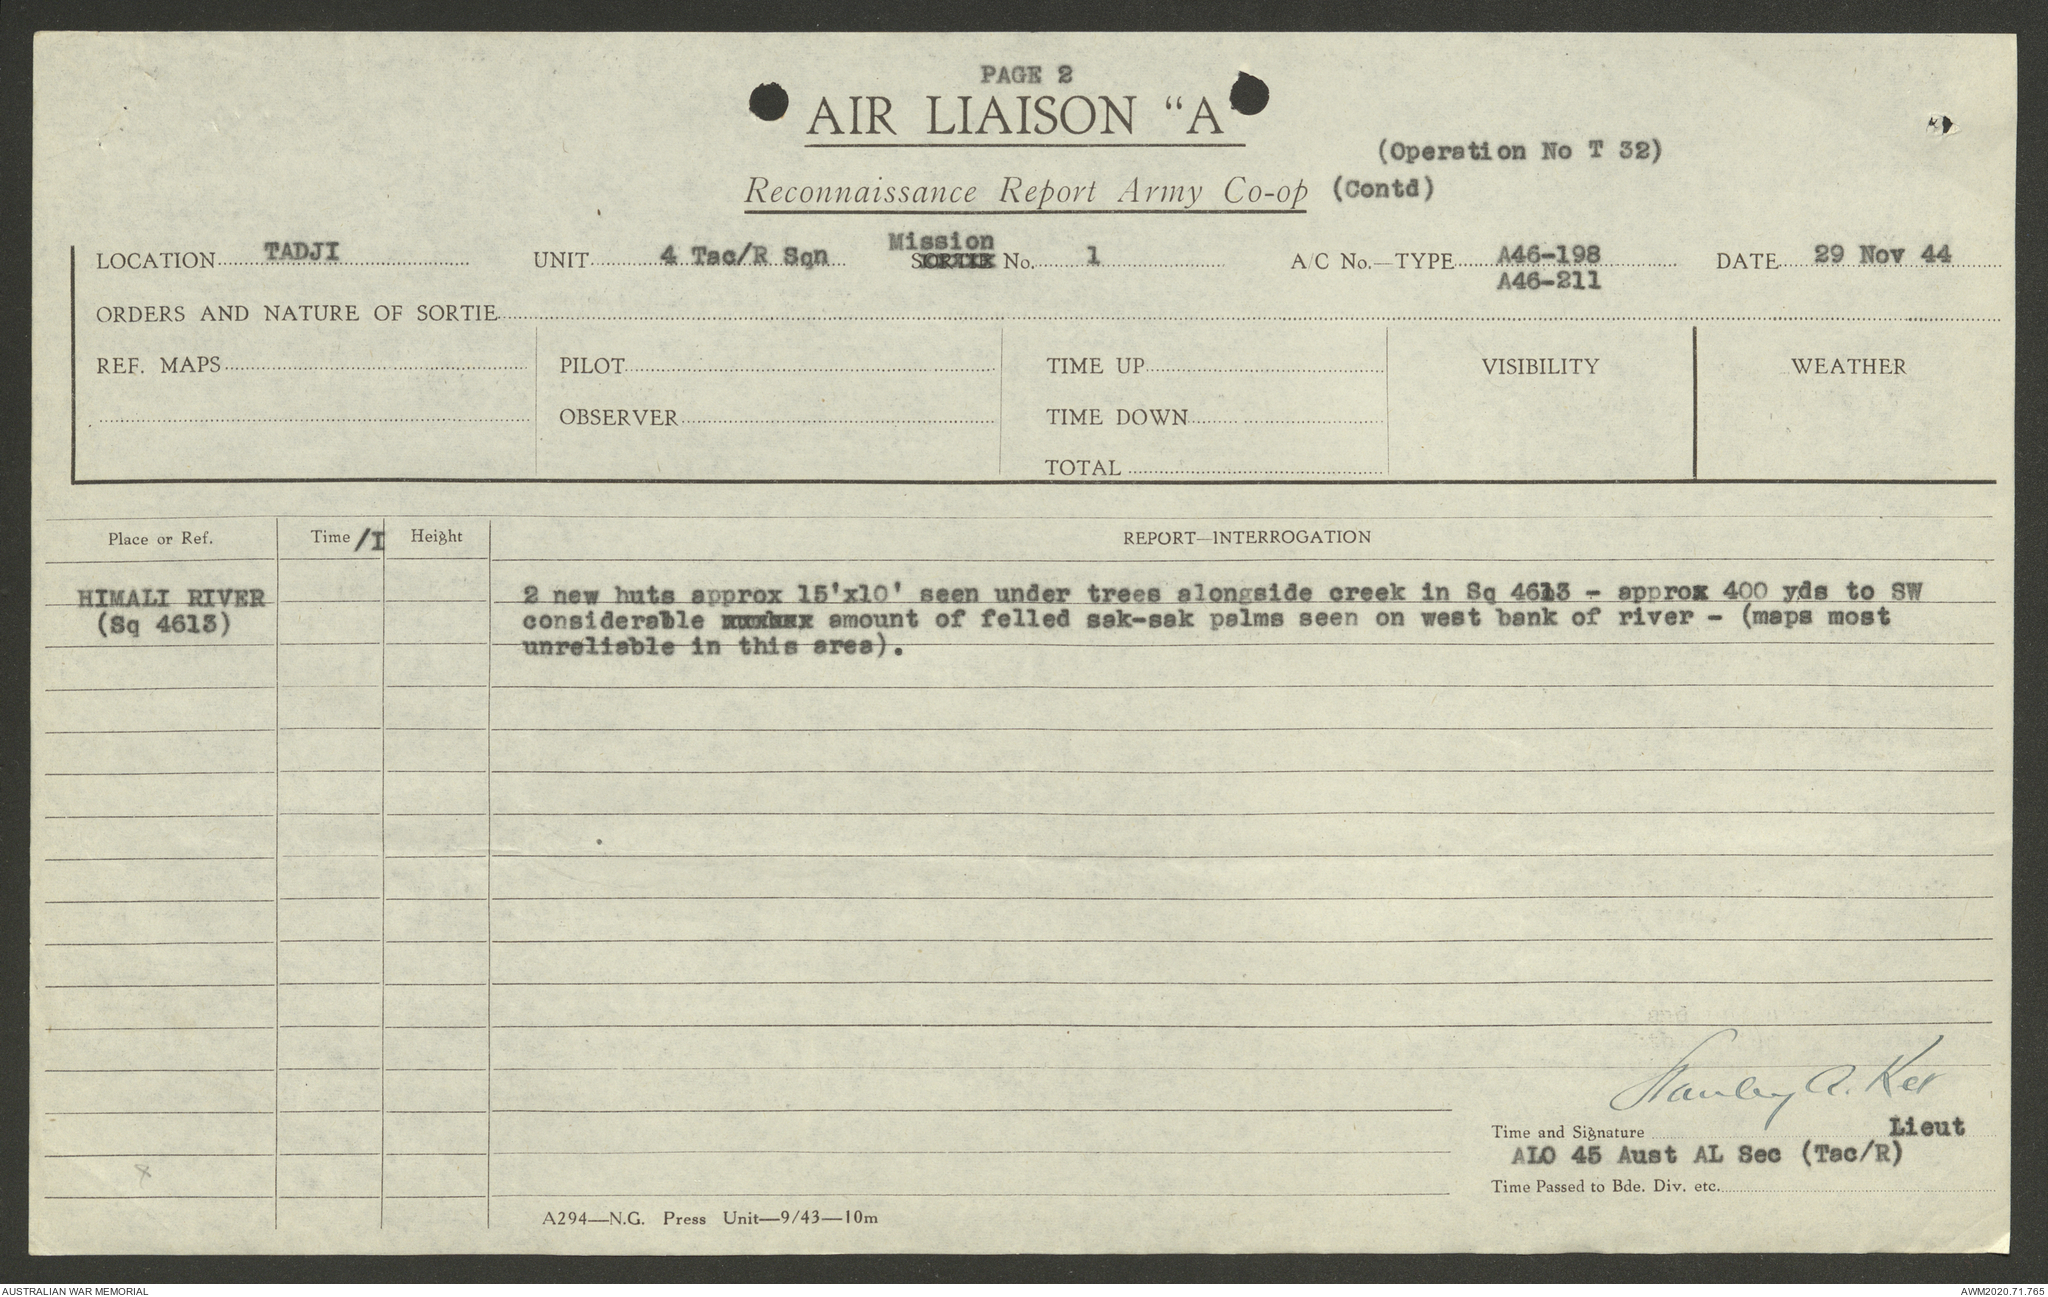 PAGE 2
AIR LIAISON "A"
(Operation No T 32)
Reconnaissance Report Army Co-op (Contd)
LOCATION TADJI UNIT 4 Tac/R Sqn Mission SORTIE No. 1 A/C No.—TYPE A46-198 DATE 29 Nov 44
A46-211
ORDERS AND NATURE OF SORTIE
REF. MAPS PILOT TIME UP VISIBILITY WEATHER
OBSERVER TIME DOWN
TOTAL
Place or Ref. Time /I Height REPORT—INTERROGATION
HIMALI RIVER 2 new huts approx 15'x10' seen under trees alongside creek in Sq 4613 - approx 400 yds to SW
(Sq 4613) considerable amount of felled sak-sak palms seen on west bank of river - (maps most
unreliable in this area).
Stanley A. Ker
Time and Signature Lieut
ALO 45 Aust AL Sec (Tac/R)
Time Passed to Bde. Div. etc.
A294—N.G. Press Unit—9/43—10m
AUSTRALIAN WAR MEMORIAL AWM2020.71.765